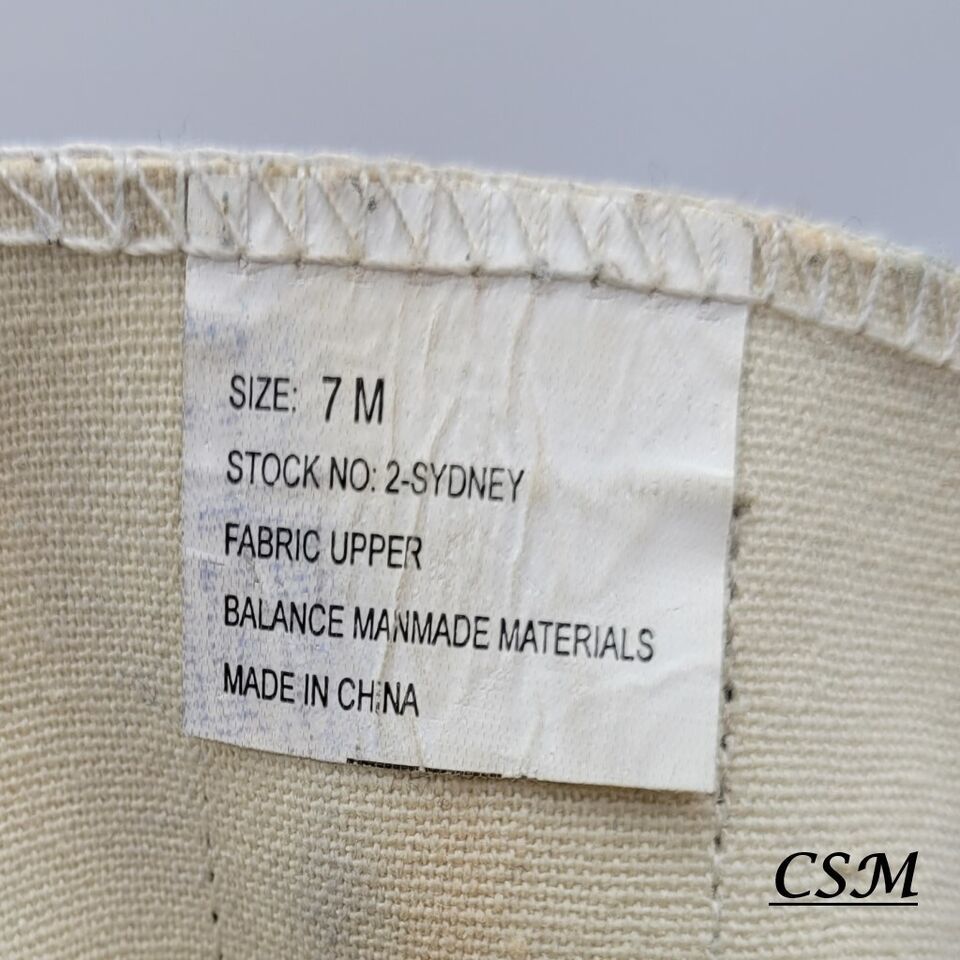 SIZE: 7 M
STOCK NO: 2-SYDNEY
FABRIC UPPER
BALANCE MANMADE MATERIALS
MADE IN CHINA
CSM